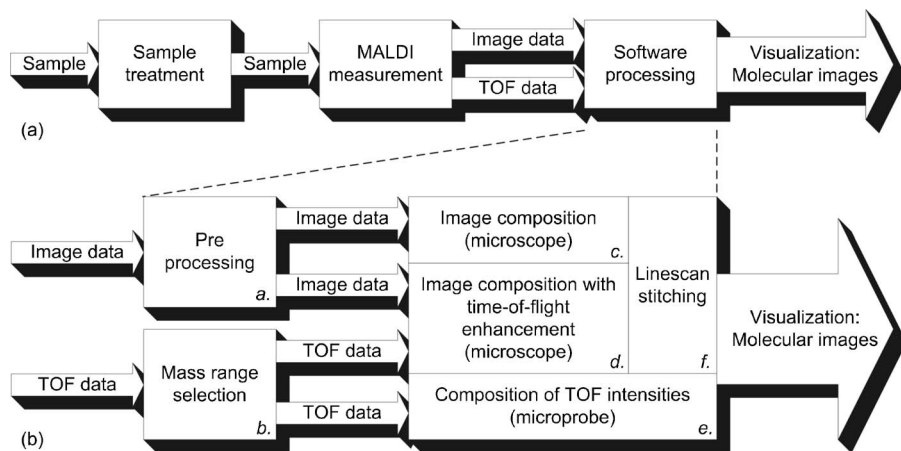 Sample
Sample
treatment
Sample
MALDI
measurement
Image data
TOF data
Software
processing
Visualization:
Molecular images
(a)
Image data
Pre
processing
a.
Image data
Image data
Image composition
(microscope)
c.
Image composition with
time-of-flight
enhancement
(microscope)
d.
Linescan
stitching
f.
Visualization:
Molecular images
TOF data
Mass range
selection
b.
TOF data
TOF data
Composition of TOF intensities
(microprobe)
e.
(b)